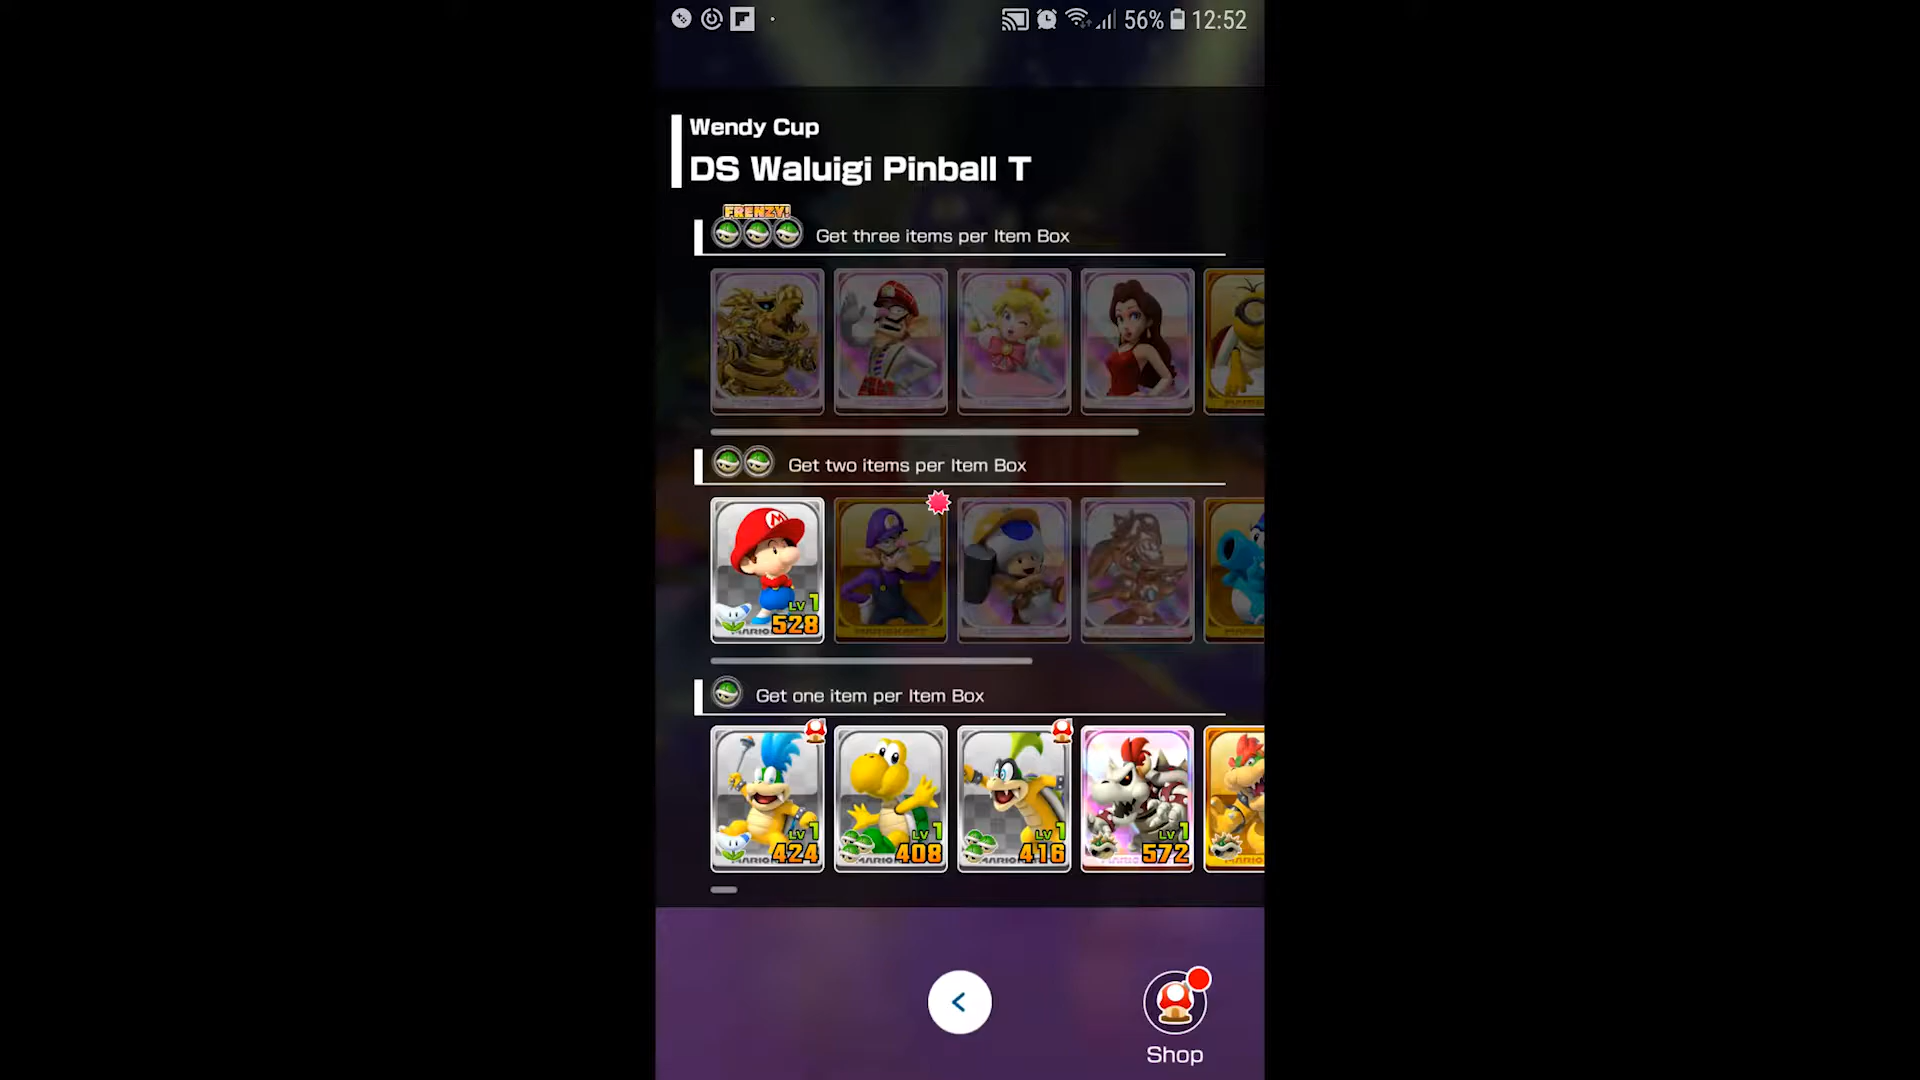 56% 12:52
Wendy Cup
DS Waluigi Pinball T
FRENZY!
Get three items per Item Box
Get two items per Item Box
LV 1
528
Get one item per Item Box
LV 1
424
LV 1
408
LV 1
416
LV 1
572
Shop